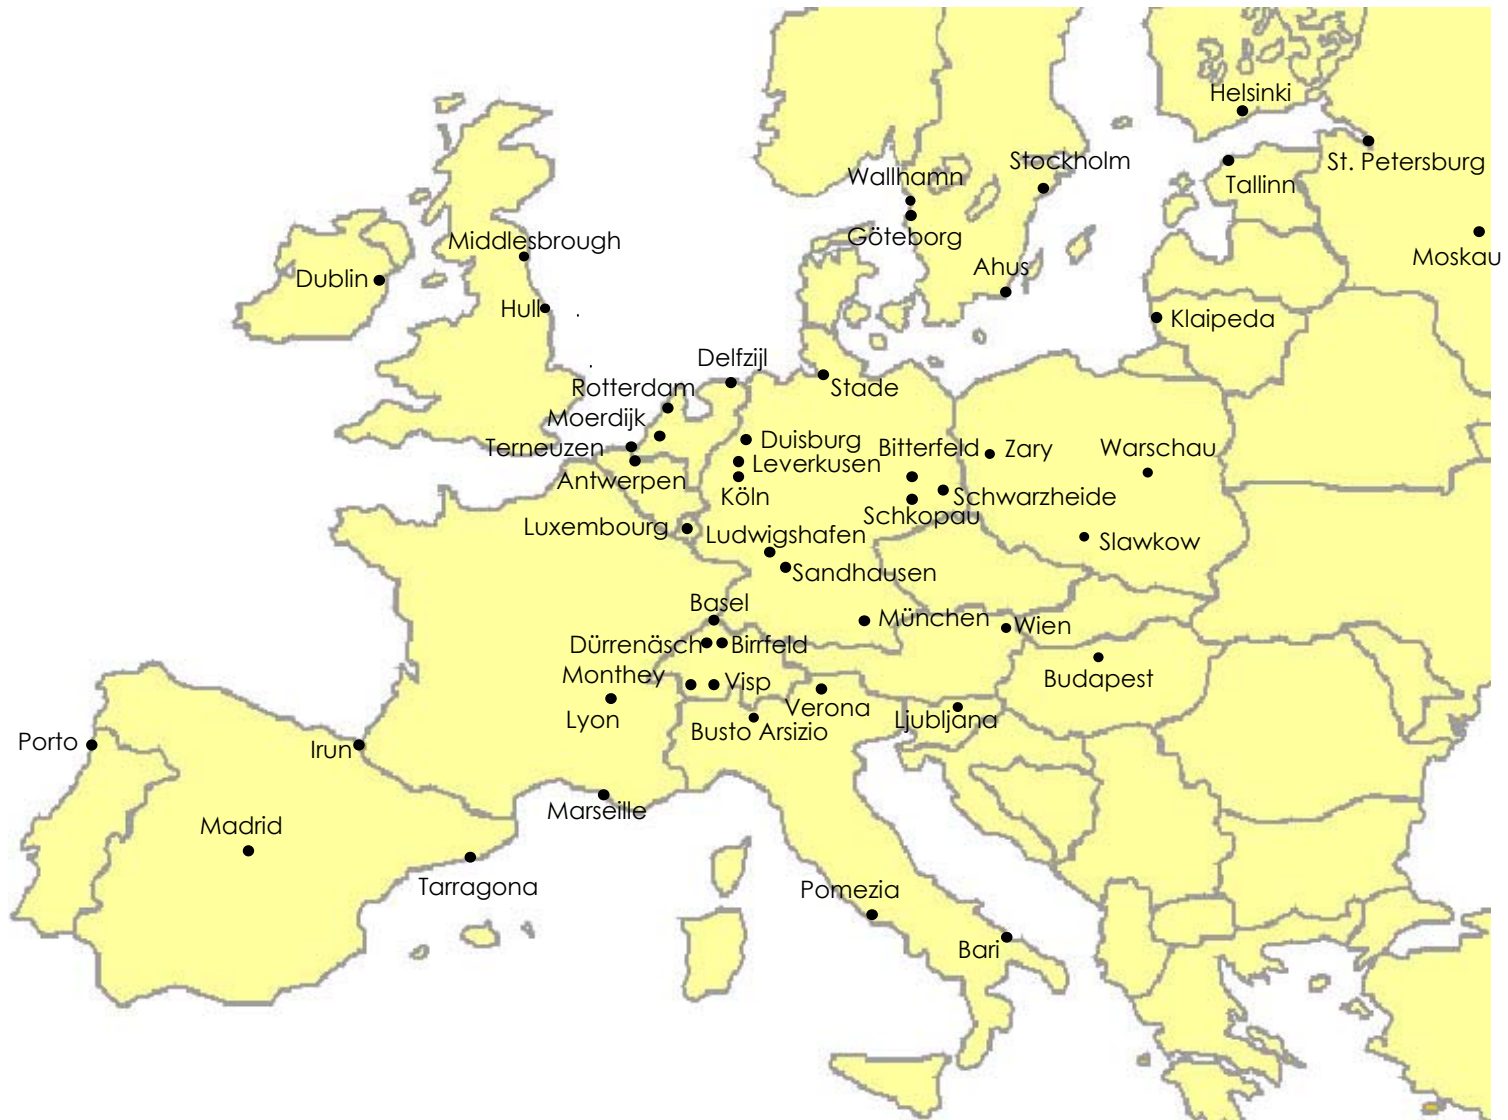 Helsinki
St. Petersburg
Stockholm
Wallhamn
Tallinn
Göteborg
Middlesbrough
Moskau
Ahus
Dublin
Hull
Klaipeda
Delfzijl
Rotterdam
Stade
Moerdijk
Terneuzen
Duisburg
Bitterfeld
Zary
Warschau
Leverkusen
Antwerpen
Köln
Schwarzheide
Schkopau
Luxembourg
Ludwigshafen
Slawkow
Sandhausen
Basel
München
Wien
Dürrenäsch
Birrfeld
Monthey
Visp
Budapest
Lyon
Verona
Ljubljana
Busto Arsizio
Porto
Irun
Marseille
Madrid
Tarragona
Pomezia
Bari